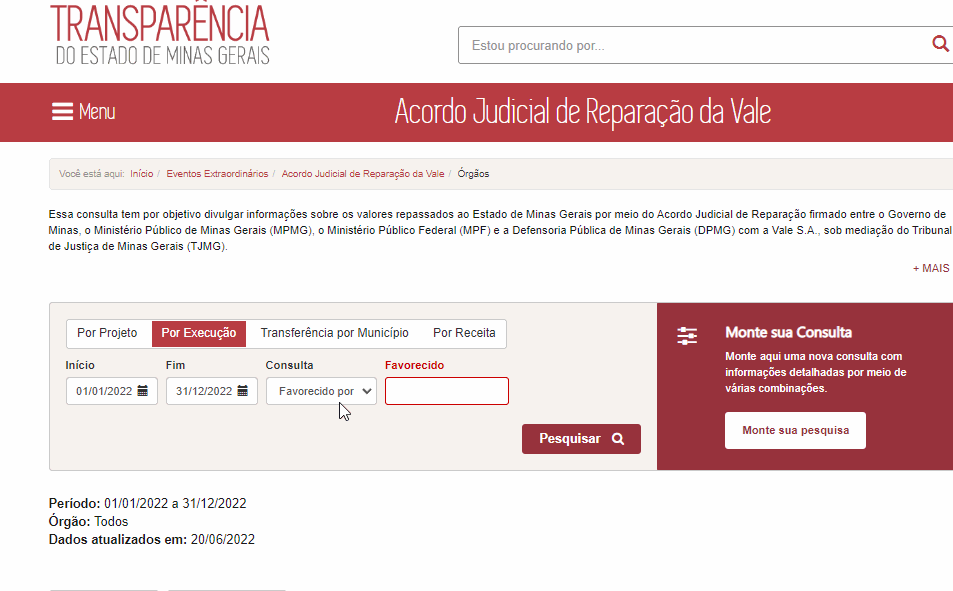 TRANSPARÊNCIA
DO ESTADO DE MINAS GERAIS
Estou procurando por...
Menu
Acordo Judicial de Reparação da Vale
Você está aqui: Início / Eventos Extraordinários / Acordo Judicial de Reparação da Vale / Órgãos
Essa consulta tem por objetivo divulgar informações sobre os valores repassados ao Estado de Minas Gerais por meio do Acordo Judicial de Reparação firmado entre o Governo de
Minas, o Ministério Público de Minas Gerais (MPMG), o Ministério Público Federal (MPF) e a Defensoria Pública de Minas Gerais (DPMG) com a Vale S.A., sob mediação do Tribunal
de Justiça de Minas Gerais (TJMG).
+ MAIS
Por Projeto Por Execução Transferência por Município Por Receita
Início Fim Consulta Favorecido
01/01/2022 31/12/2022 Favorecido por
Pesquisar
Monte sua Consulta
Monte aqui uma nova consulta com
informações detalhadas por meio de
várias combinações.
Monte sua pesquisa
Período: 01/01/2022 a 31/12/2022
Órgão: Todos
Dados atualizados em: 20/06/2022